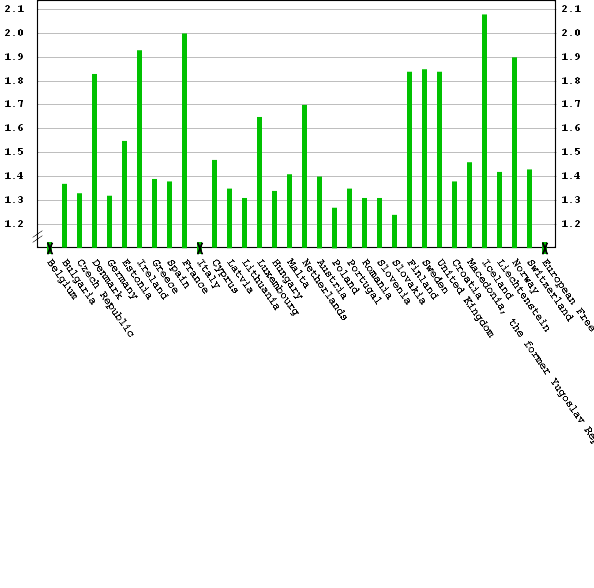 2.1 2.1
2.0 2.0
1.9 1.9
1.8 1.8
1.7 1.7
1.6 1.6
1.5 1.5
1.4 1.4
1.3 1.3
1.2 1.2
Belgium
Bulgaria
Czech Republic
Denmark
Germany
Estonia
Ireland
Greece
Spain
France
Italy
Cyprus
Latvia
Lithuania
Luxembourg
Hungary
Malta
Netherlands
Austria
Poland
Portugal
Romania
Slovenia
Slovakia
Finland
Sweden
United Kingdom
Croatia
Macedonia, the former Yugoslav Rep
Iceland
Liechtenstein
Norway
Switzerland
European Free